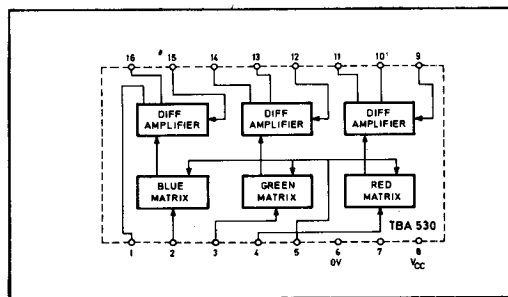 16 15 14 13 12 11 10 9
DIFF AMPLIFIER
DIFF AMPLIFIER
DIFF AMPLIFIER
BLUE MATRIX
GREEN MATRIX
RED MATRIX
TBA 530
1 2 3 4 5 6 7 8
0V VCC